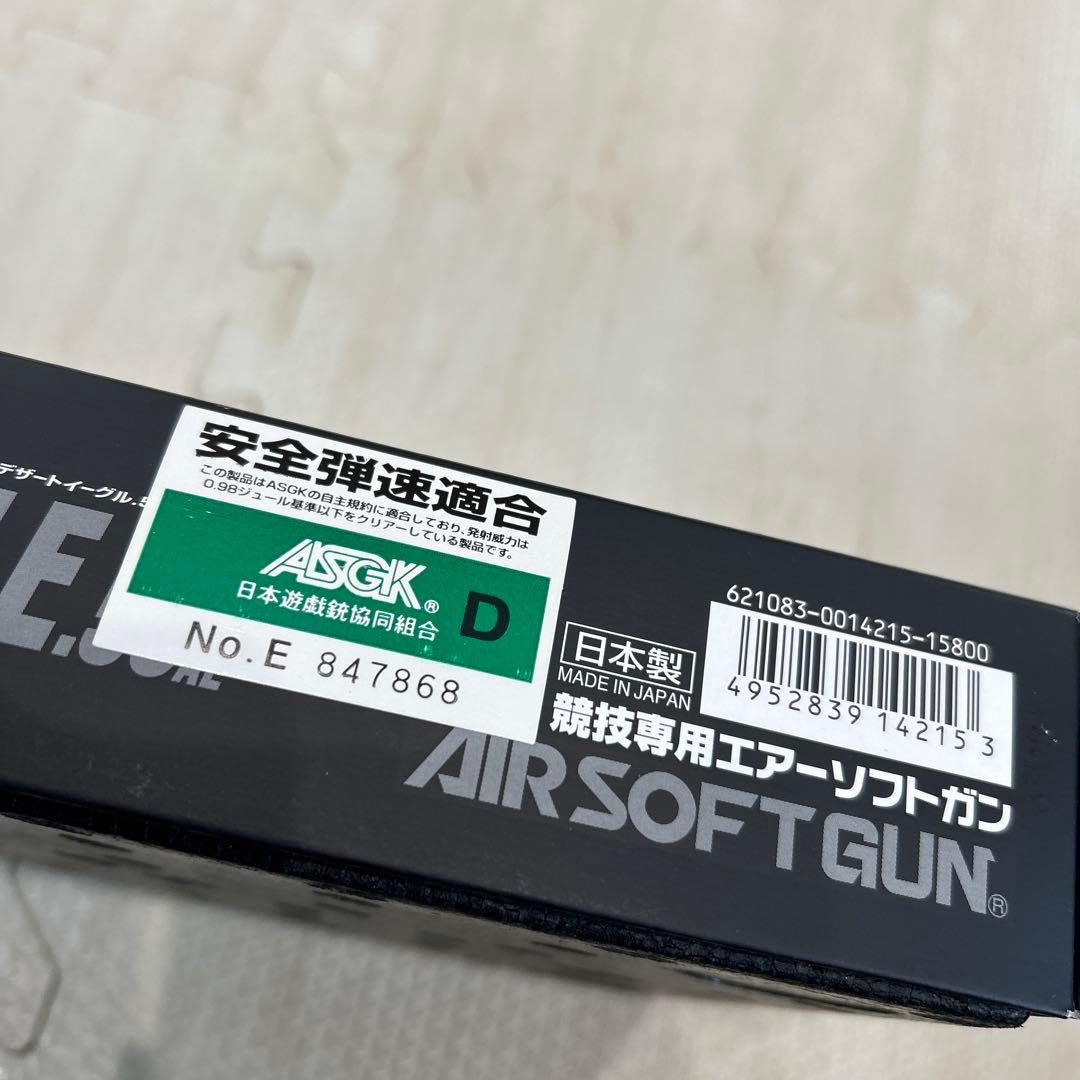 デザートイーグル.5
E.50AE
安全弾速適合
この製品はASGKの自主規約に適合しており、発射威力は
0.98ジュール基準以下をクリアーしている製品です。
ASGK®
日本遊戯銃協同組合
D
No.E 847868
日本製
MADE IN JAPAN
621083-0014215-15800
4952839142153
競技専用エアーソフトガン
AIR SOFT GUN®